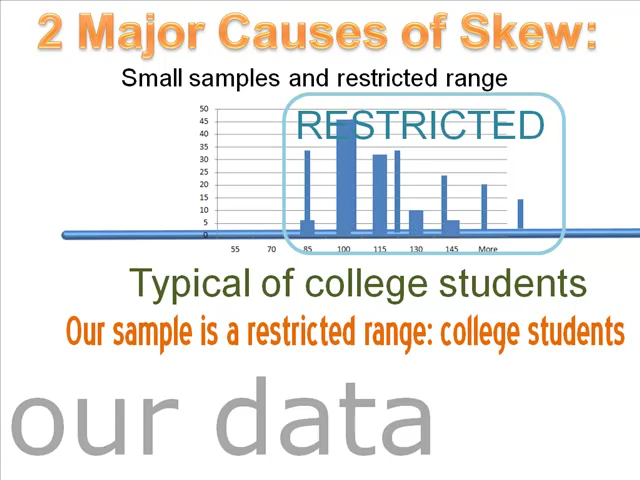 2 Major Causes of Skew:
Small samples and restricted range
RESTRICTED
50
45
40
35
30
25
20
15
10
5
0
55 70 85 100 115 130 145 More
Typical of college students
Our sample is a restricted range: college students
our data